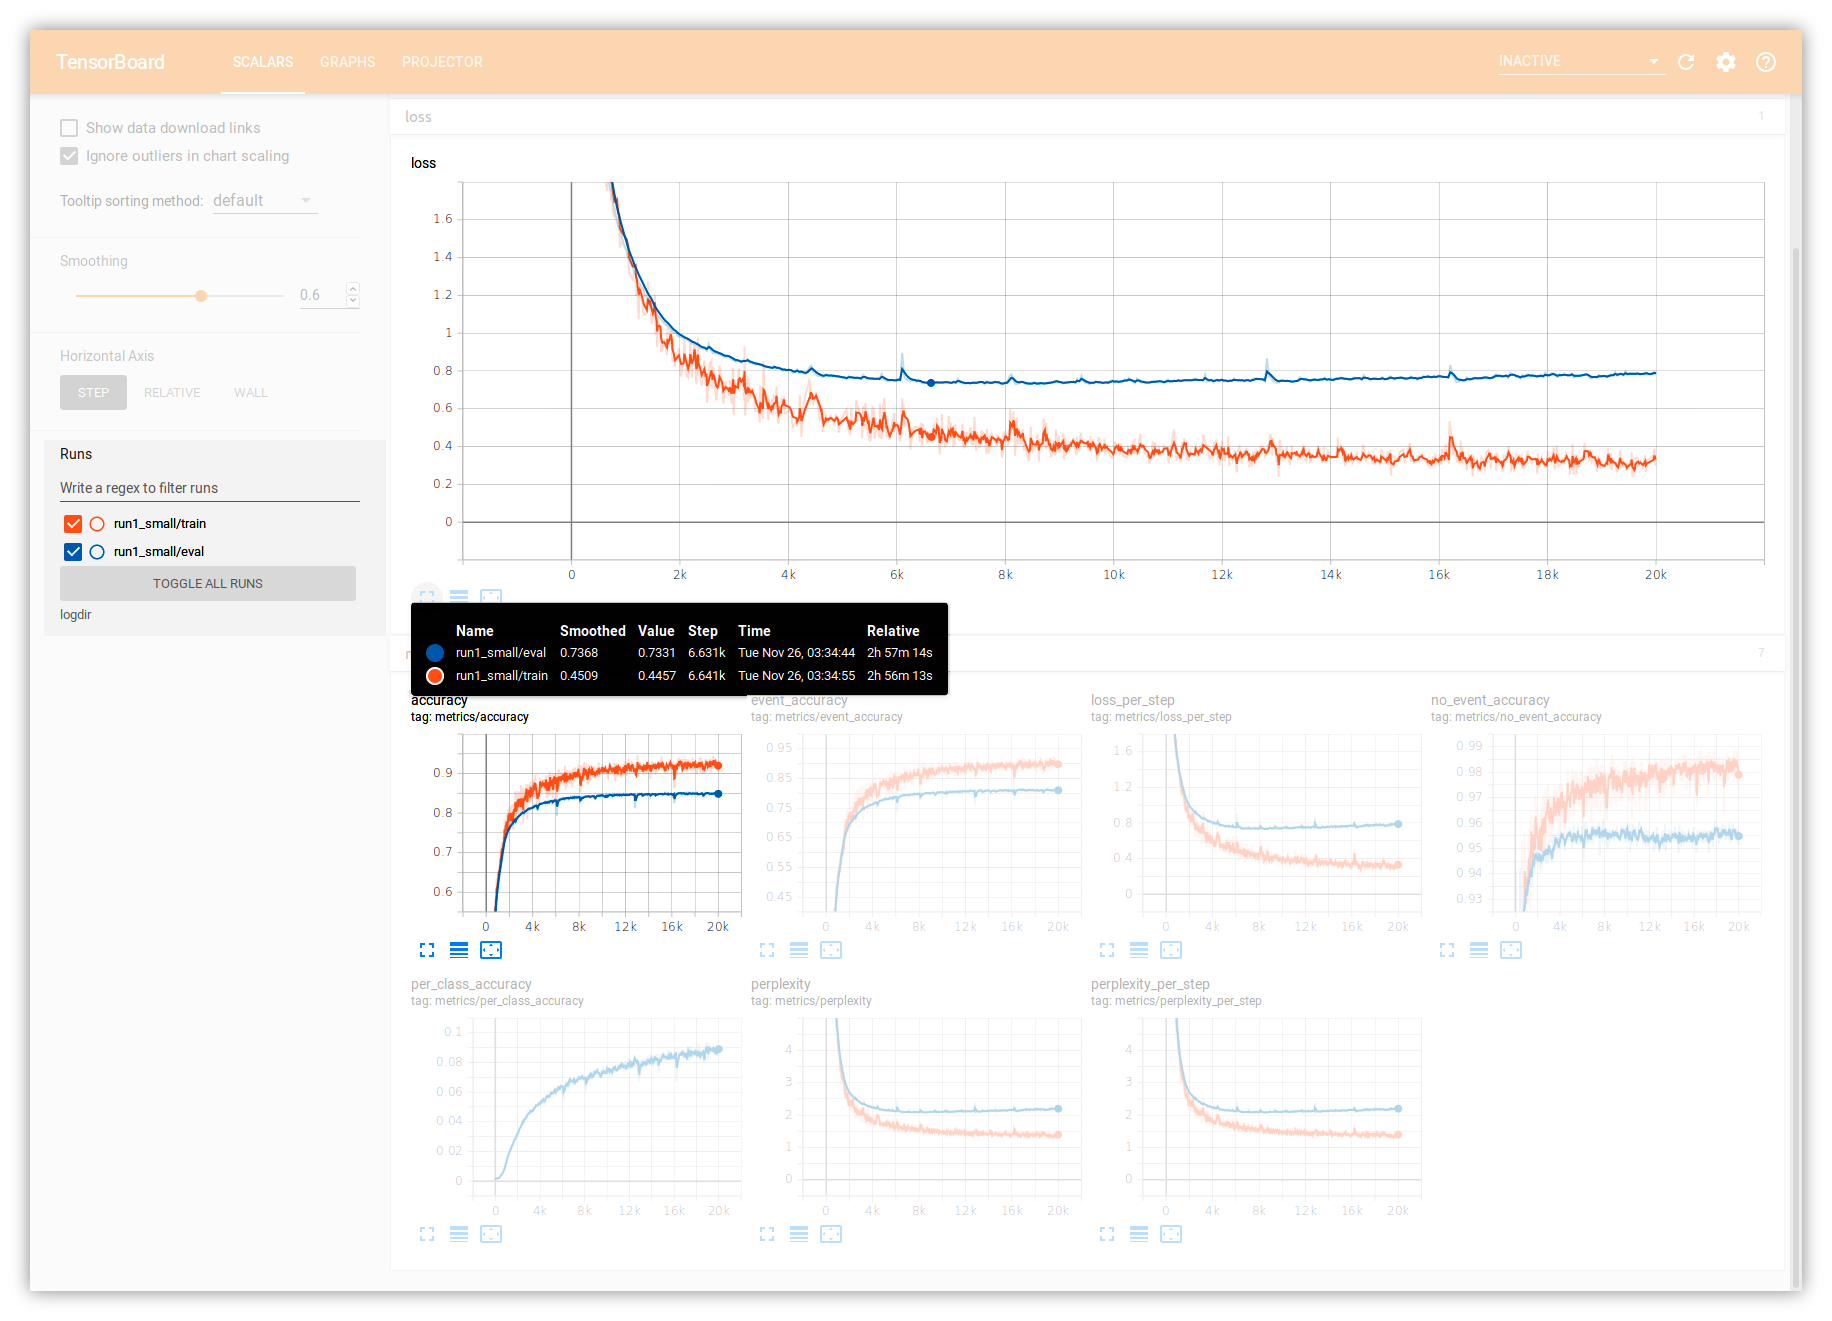 TensorBoard SCALARS GRAPHS PROJECTOR INACTIVE
Show data download links
Ignore outliers in chart scaling
Tooltip sorting method: default
Smoothing
0.6
Horizontal Axis
STEP RELATIVE WALL
Runs
Write a regex to filter runs
run1_small/train
run1_small/eval
TOGGLE ALL RUNS
logdir
loss 1
loss
1.6
1.4
1.2
1
0.8
0.6
0.4
0.2
0
0 2k 4k 6k 8k 10k 12k 14k 16k 18k 20k
Name Smoothed Value Step Time Relative
run1_small/eval 0.7368 0.7331 6.631k Tue Nov 26, 03:34:44 2h 57m 14s
run1_small/train 0.4509 0.4457 6.641k Tue Nov 26, 03:34:55 2h 56m 13s
7
accuracy
tag: metrics/accuracy
0.9
0.8
0.7
0.6
0 4k 8k 12k 16k 20k
event_accuracy
tag: metrics/event_accuracy
0.95
0.85
0.75
0.65
0.55
0.45
0 4k 8k 12k 16k 20k
loss_per_step
tag: metrics/loss_per_step
1.6
1.2
0.8
0.4
0
0 4k 8k 12k 16k 20k
no_event_accuracy
tag: metrics/no_event_accuracy
0.99
0.98
0.97
0.96
0.95
0.94
0.93
0 4k 8k 12k 16k 20k
per_class_accuracy
tag: metrics/per_class_accuracy
0.1
0.08
0.06
0.04
0.02
0
0 4k 8k 12k 16k 20k
perplexity
tag: metrics/perplexity
4
3
2
1
0
0 4k 8k 12k 16k 20k
perplexity_per_step
tag: metrics/perplexity_per_step
4
3
2
1
0
0 4k 8k 12k 16k 20k